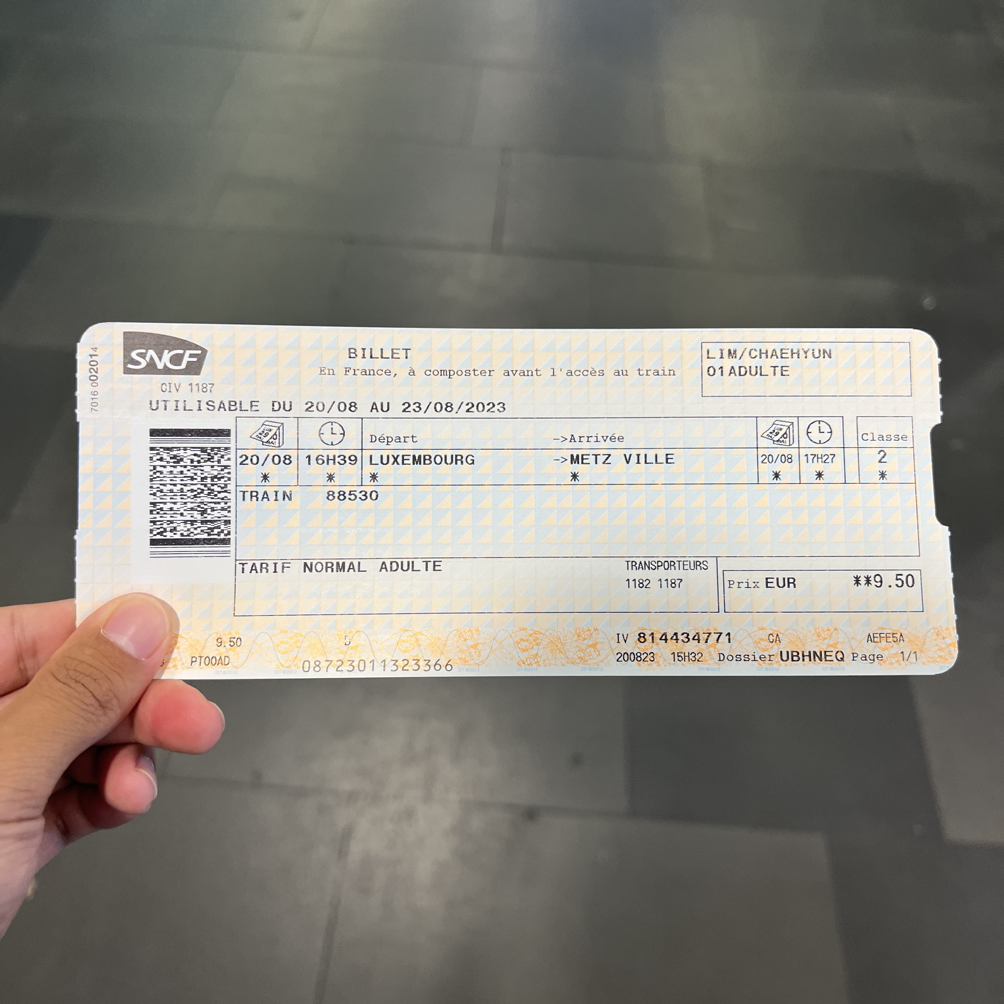 SNCF
BILLET
En France, à composter avant l'accès au train
LIM/CHAEHYUN
01ADULTE
7016 002014
CIV 1187
UTILISABLE DU 20/08 AU 23/08/2023
Départ ->Arrivée Classe
20/08 16H39 LUXEMBOURG ->METZ VILLE 20/08 17H27 2
* * * * * * *
TRAIN 88530
TARIF NORMAL ADULTE
TRANSPORTEURS
1182 1187
Prix EUR **9.50
9.50
PT00AD
08723011323366
IV 814434771 CA AEFE5A
200823 15H32 Dossier UBHNEQ Page 1/1